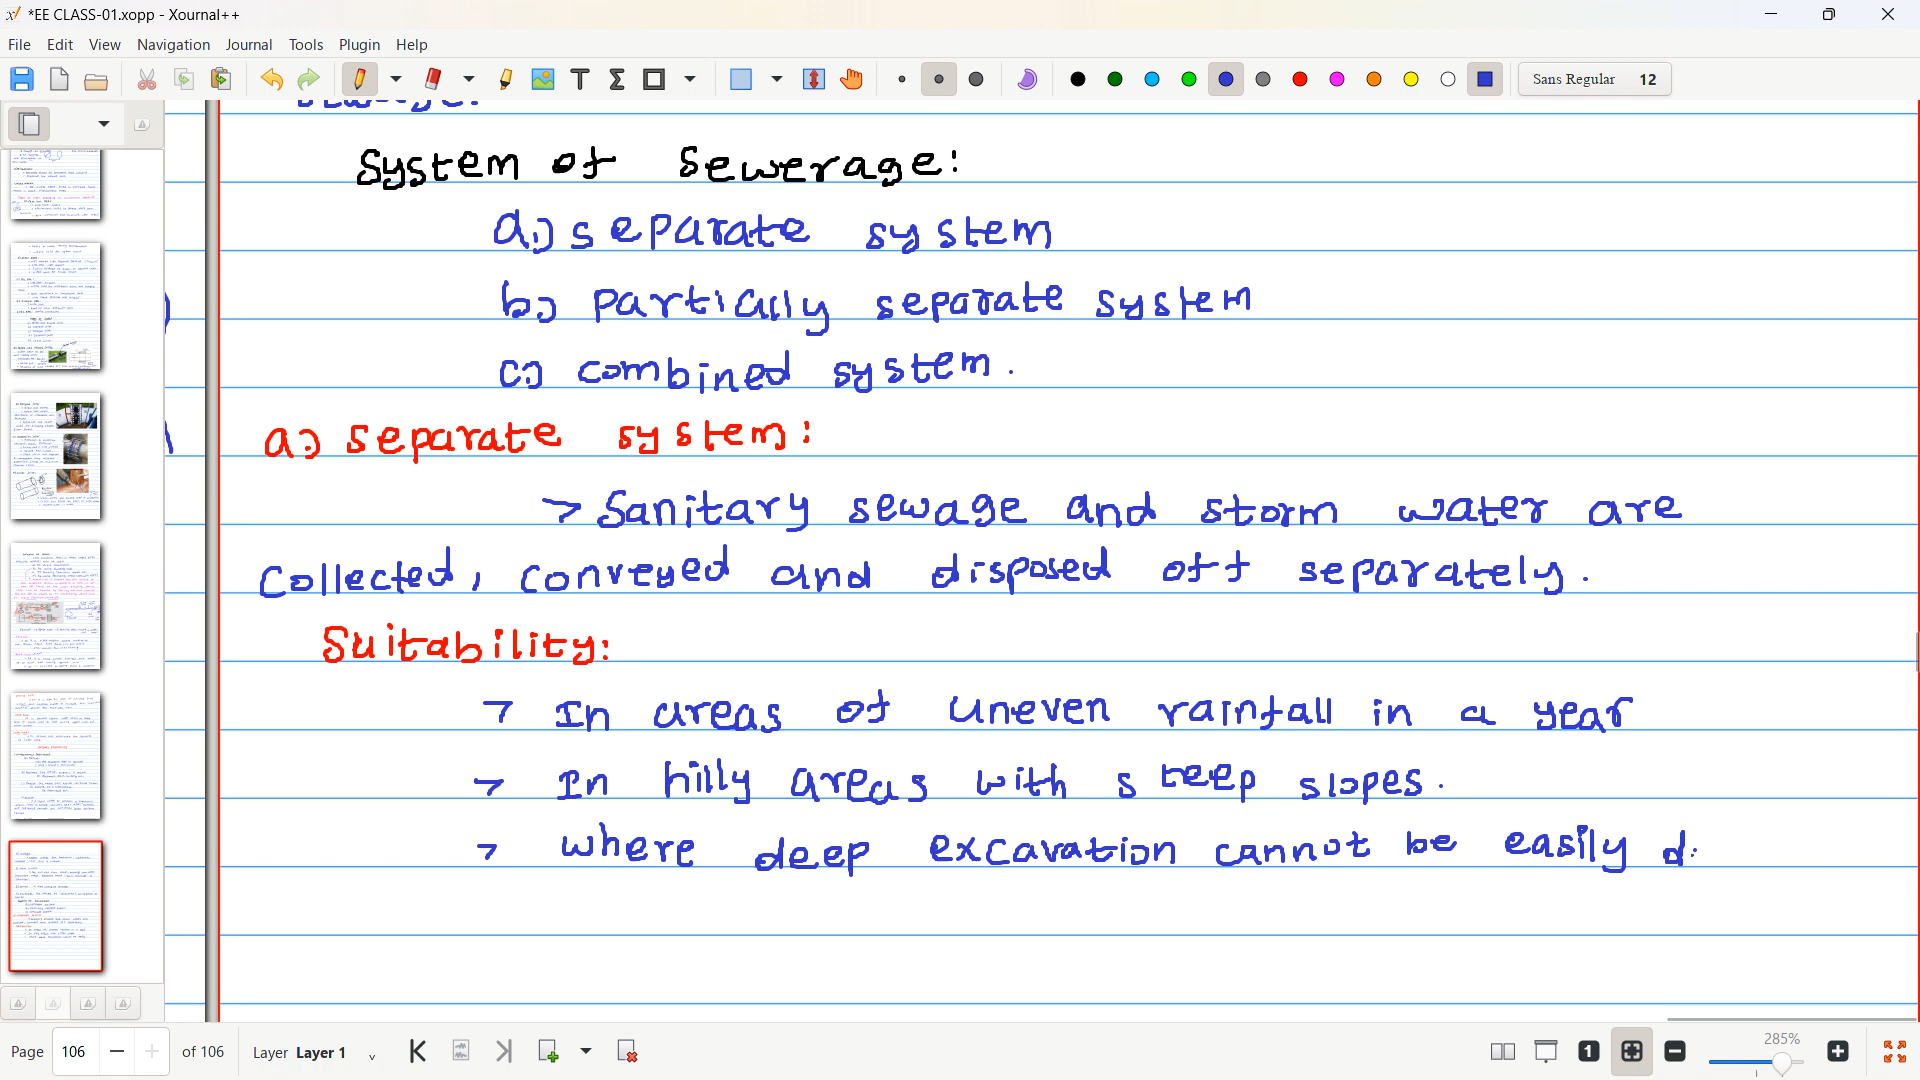 *EE CLASS-01.xopp - Xournal++
File Edit View Navigation Journal Tools Plugin Help
Sans Regular 12
System of Sewerage:
a.) separate system
b.) Partially separate system
c.) combined system.
a.) separate system:
> Sanitary sewage and storm water are
Collected, conveyed and disposed off separately.
Suitability:
> In areas of uneven rainfall in a year
> In hilly areas with steep slopes.
> where deep excavation cannot be easily d
Page 106 of 106 Layer Layer 1 1 285%